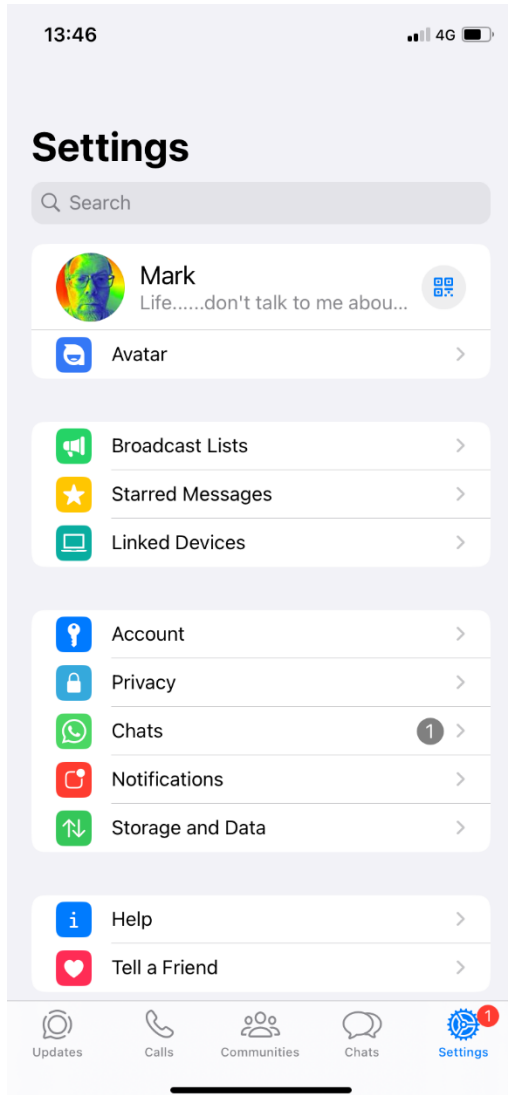 13:46
4G
Settings
Search
Mark
Life......don't talk to me abou...
Avatar
Broadcast Lists
Starred Messages
Linked Devices
Account
Privacy
Chats 1
Notifications
Storage and Data
i Help
Tell a Friend
1
Updates Calls Communities Chats Settings